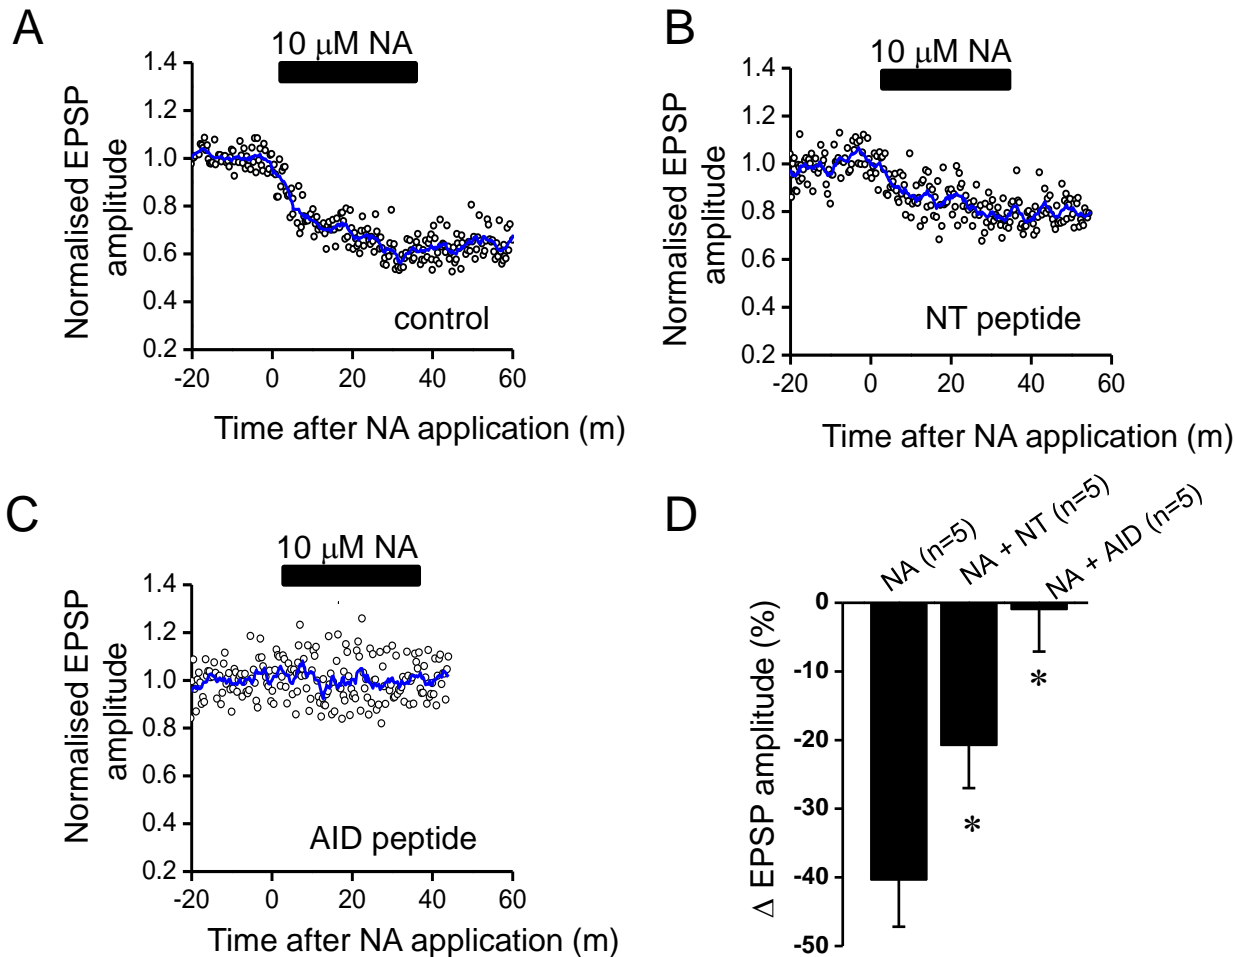 A
10 μM NA
Normalised EPSP
amplitude
1.4
1.2
1.0
0.8
0.6
0.4
0.2
control
-20
0
20
40
60
Time after NA application (m)
B
10 μM NA
Normalised EPSP
amplitude
1.4
1.2
1.0
0.8
0.6
0.4
0.2
NT peptide
-20
0
20
40
60
Time after NA application (m)
C
10 μM NA
Normalised EPSP
amplitude
1.4
1.2
1.0
0.8
0.6
0.4
0.2
AID peptide
-20
0
20
40
60
Time after NA application (m)
D
NA (n=5)
NA + NT (n=5)
NA + AID (n=5)
Δ EPSP amplitude (%)
0
-10
-20
-30
-40
-50
*
*